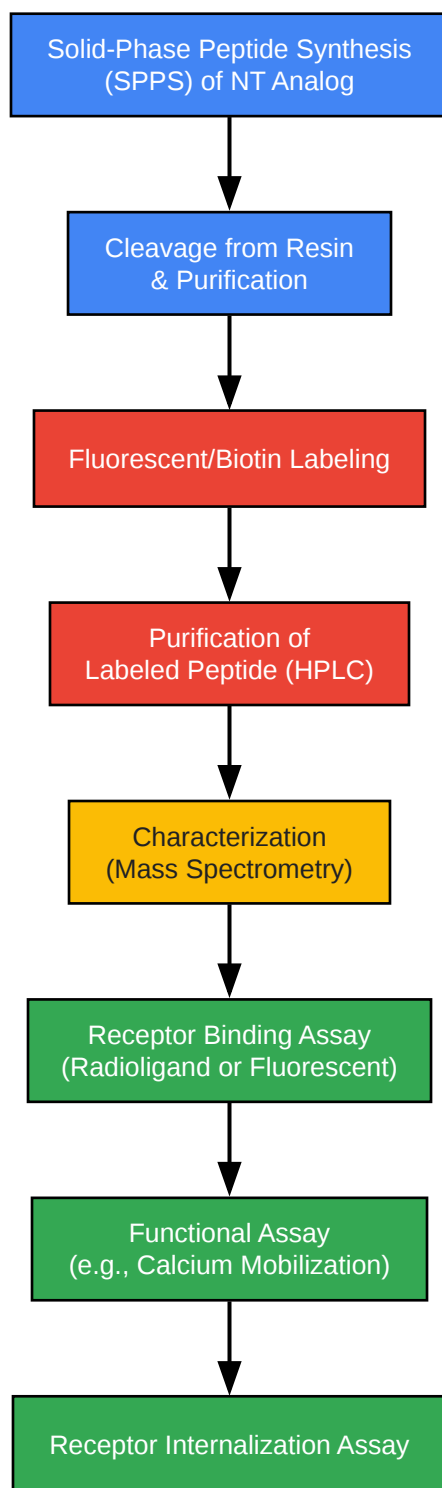 Solid-Phase Peptide Synthesis
(SPPS) of NT Analog
Cleavage from Resin
& Purification
Fluorescent/Biotin Labeling
Purification of
Labeled Peptide (HPLC)
Characterization
(Mass Spectrometry)
Receptor Binding Assay
(Radioligand or Fluorescent)
Functional Assay
(e.g., Calcium Mobilization)
Receptor Internalization Assay